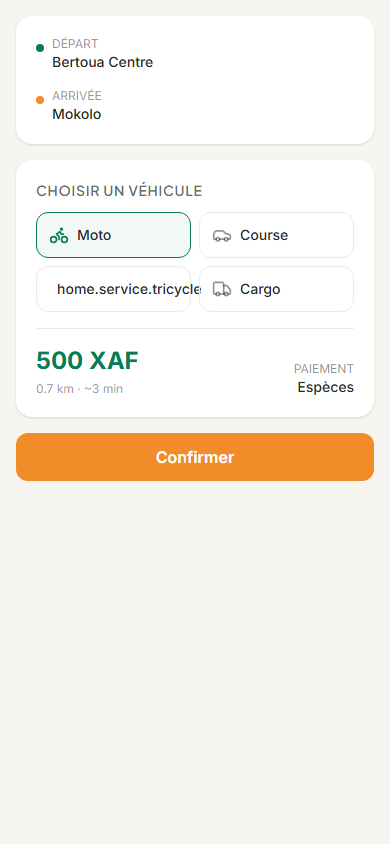 DÉPART
Bertoua Centre
ARRIVÉE
Mokolo
CHOISIR UN VÉHICULE
Moto
Course
home.service.tricycle
Cargo
500 XAF
0.7 km · ~3 min
PAIEMENT
Espèces
Confirmer